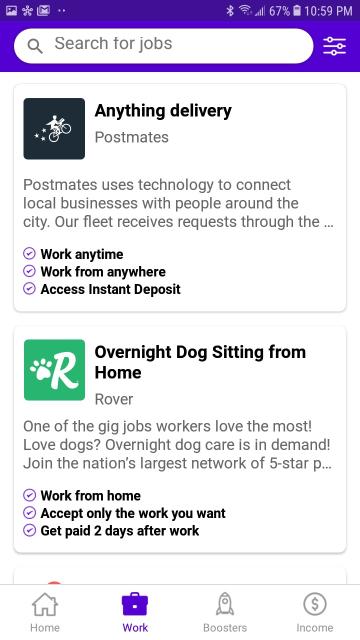 67% 10:59 PM
Search for jobs
Anything delivery
Postmates
Postmates uses technology to connect
local businesses with people around the
city. Our fleet receives requests through the ...
Work anytime
Work from anywhere
Access Instant Deposit
R
Overnight Dog Sitting from
Home
Rover
One of the gig jobs workers love the most!
Love dogs? Overnight dog care is in demand!
Join the nation's largest network of 5-star p...
Work from home
Accept only the work you want
Get paid 2 days after work
Home
Work
Boosters
Income